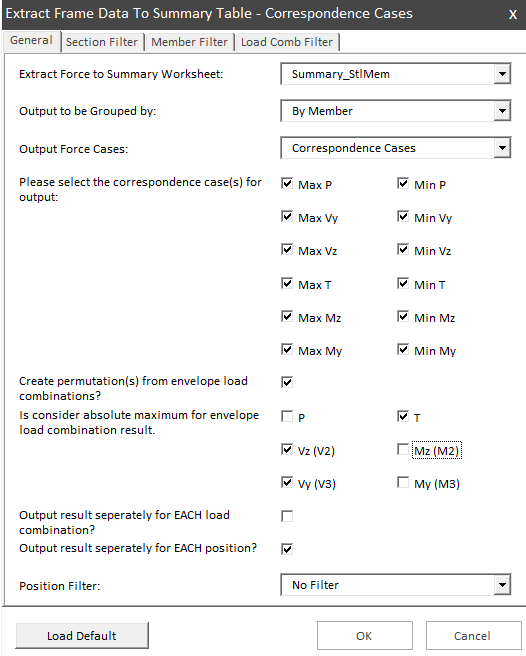 Extract Frame Data To Summary Table - Correspondence Cases X
General Section Filter Member Filter Load Comb Filter
Extract Force to Summary Worksheet: Summary_StlMem
Output to be Grouped by: By Member
Output Force Cases: Correspondence Cases
Please select the correspondence case(s) for
output:
Max P Min P
Max Vy Min Vy
Max Vz Min Vz
Max T Min T
Max Mz Min Mz
Max My Min My
Create permutation(s) from envelope load
combinations?
Is consider absolute maximum for envelope
load combination result.
P T
Vz (V2) Mz (M2)
Vy (V3) My (M3)
Output result seperately for EACH load
combination?
Output result seperately for EACH position?
Position Filter: No Filter
Load Default OK Cancel